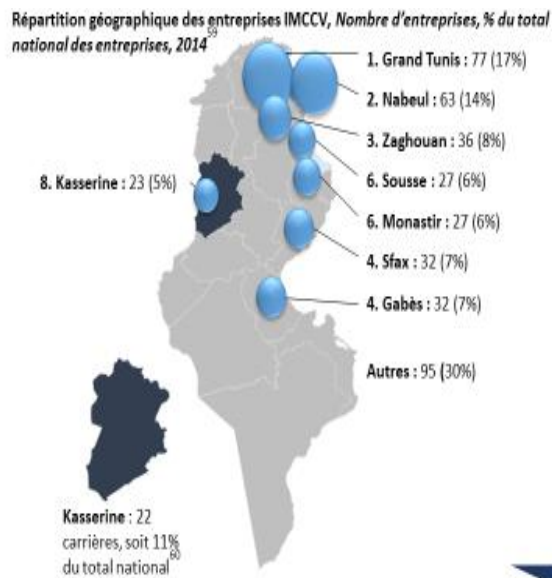 Répartition géographique des entreprises IMCCV, Nombre d'entreprises, % du total
national des entreprises, 2014⁵⁹
1. Grand Tunis : 77 (17%)
2. Nabeul : 63 (14%)
3. Zaghouan : 36 (8%)
6. Sousse : 27 (6%)
8. Kasserine : 23 (5%)
6. Monastir : 27 (6%)
4. Sfax : 32 (7%)
4. Gabès : 32 (7%)
Autres : 95 (30%)
Kasserine : 22
carrières, soit 11%
du total national⁶⁰